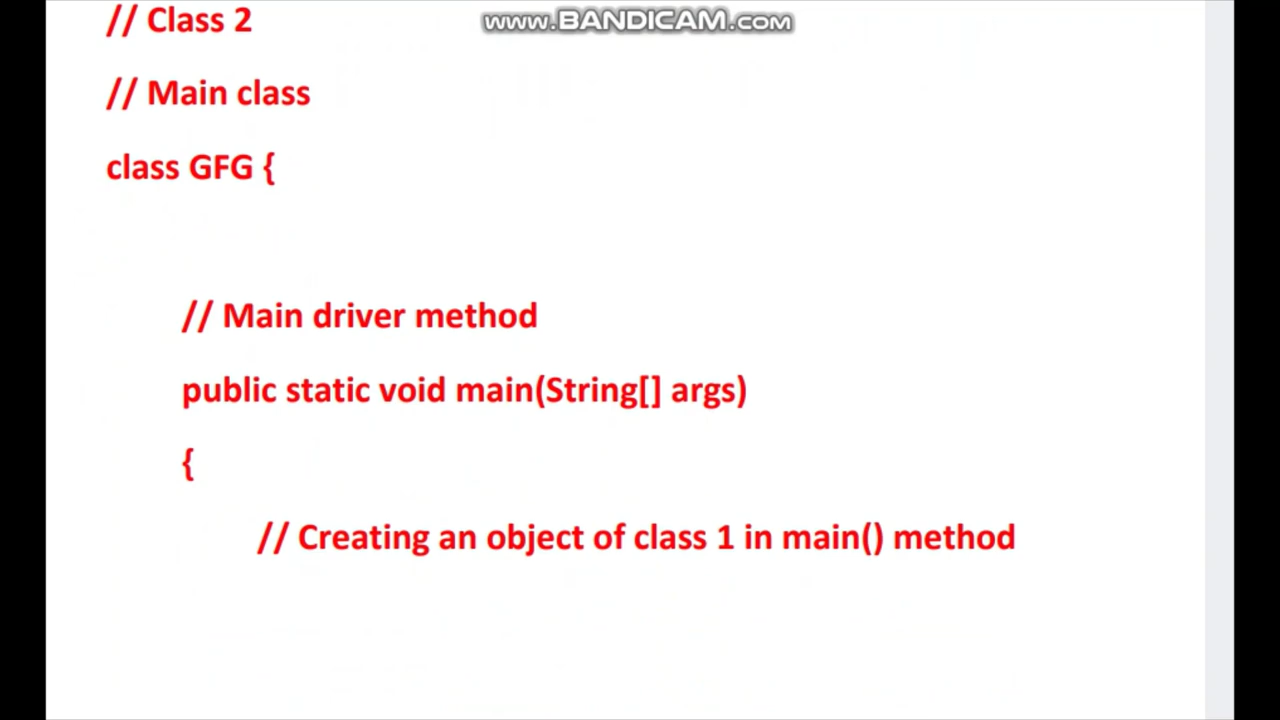 www.BANDICAM.com
// Class 2
// Main class
class GFG {
// Main driver method
public static void main(String[] args)
{
// Creating an object of class 1 in main() method